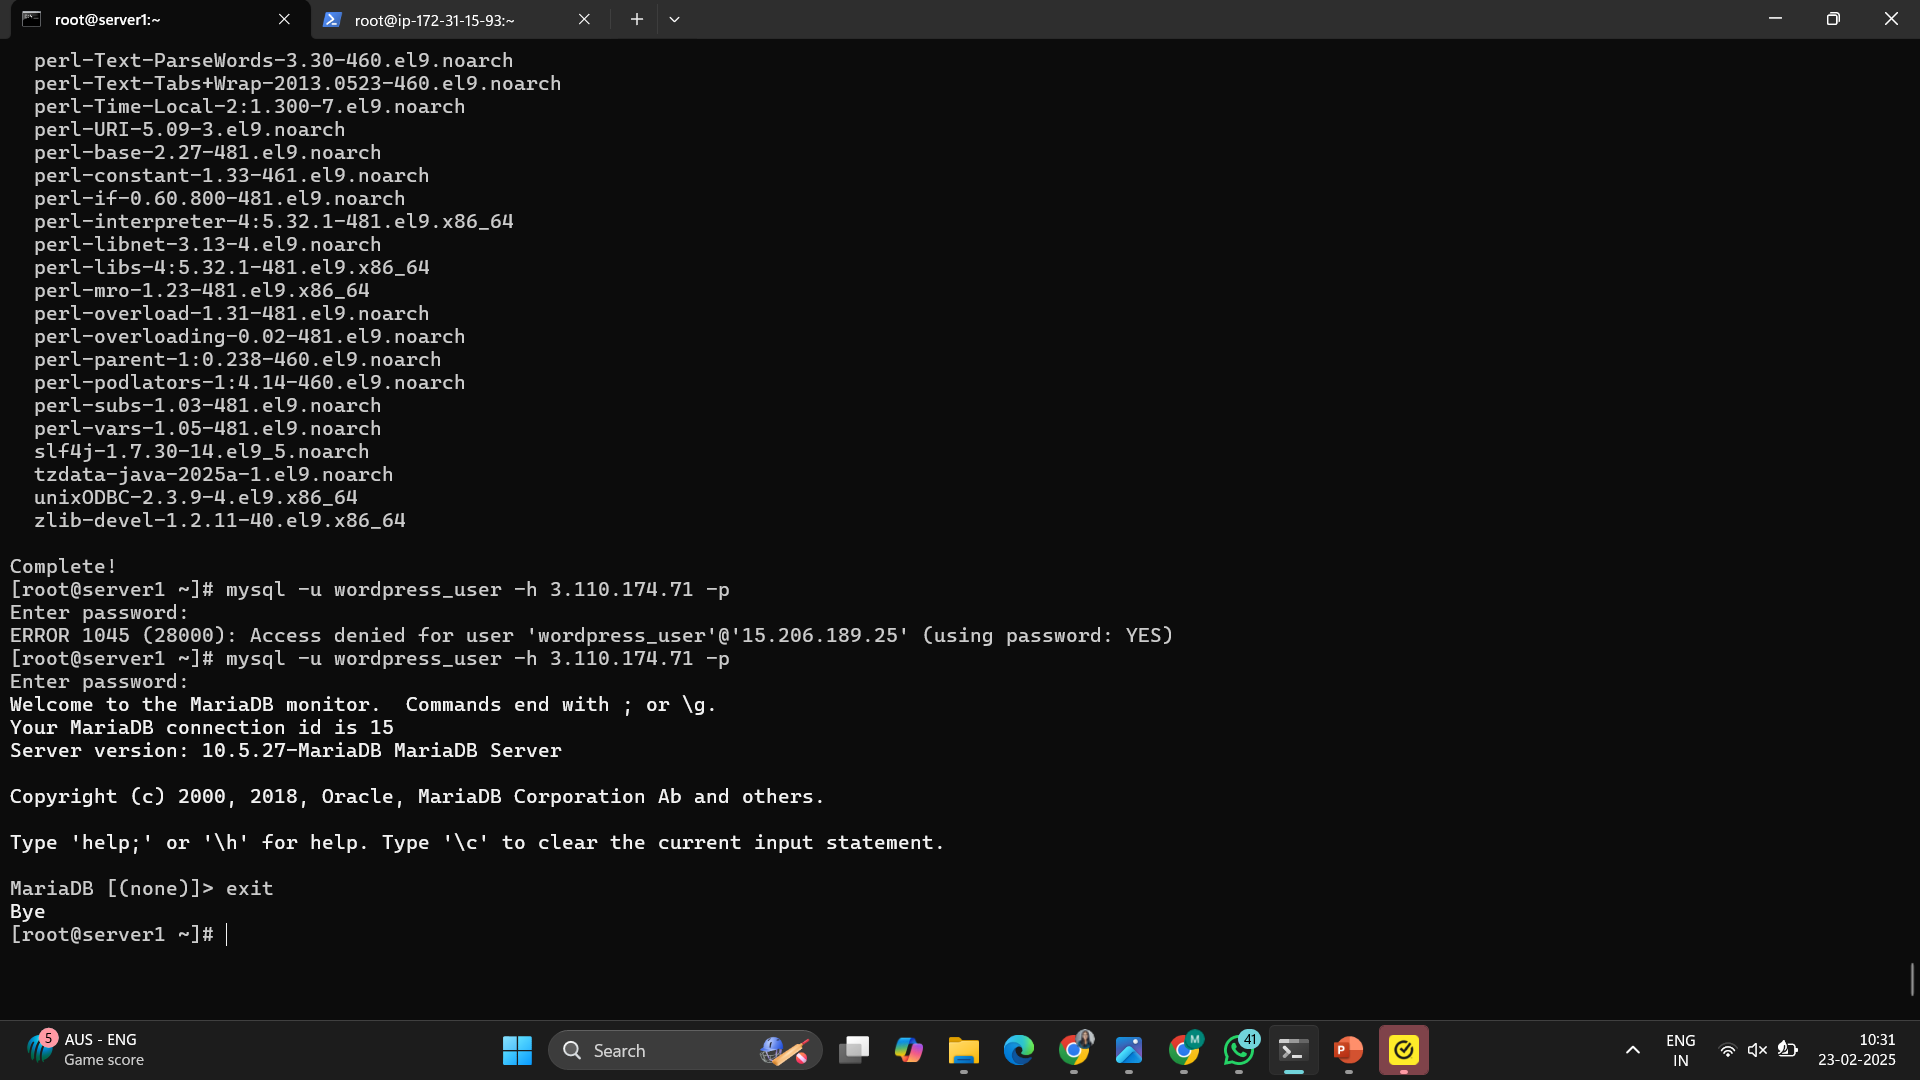 root@server1:~
root@ip-172-31-15-93:~
perl-Text-ParseWords-3.30-460.el9.noarch
perl-Text-Tabs+Wrap-2013.0523-460.el9.noarch
perl-Time-Local-2:1.300-7.el9.noarch
perl-URI-5.09-3.el9.noarch
perl-base-2.27-481.el9.noarch
perl-constant-1.33-461.el9.noarch
perl-if-0.60.800-481.el9.noarch
perl-interpreter-4:5.32.1-481.el9.x86_64
perl-libnet-3.13-4.el9.noarch
perl-libs-4:5.32.1-481.el9.x86_64
perl-mro-1.23-481.el9.x86_64
perl-overload-1.31-481.el9.noarch
perl-overloading-0.02-481.el9.noarch
perl-parent-1:0.238-460.el9.noarch
perl-podlators-1:4.14-460.el9.noarch
perl-subs-1.03-481.el9.noarch
perl-vars-1.05-481.el9.noarch
slf4j-1.7.30-14.el9_5.noarch
tzdata-java-2025a-1.el9.noarch
unixODBC-2.3.9-4.el9.x86_64
zlib-devel-1.2.11-40.el9.x86_64
Complete!
[root@server1 ~]# mysql -u wordpress_user -h 3.110.174.71 -p
Enter password:
ERROR 1045 (28000): Access denied for user 'wordpress_user'@'15.206.189.25' (using password: YES)
[root@server1 ~]# mysql -u wordpress_user -h 3.110.174.71 -p
Enter password:
Welcome to the MariaDB monitor.  Commands end with ; or \g.
Your MariaDB connection id is 15
Server version: 10.5.27-MariaDB MariaDB Server
Copyright (c) 2000, 2018, Oracle, MariaDB Corporation Ab and others.
Type 'help;' or '\h' for help. Type '\c' to clear the current input statement.
MariaDB [(none)]> exit
Bye
[root@server1 ~]#
5
AUS - ENG
Game score
Search
M
41
P
ENG
IN
10:31
23-02-2025